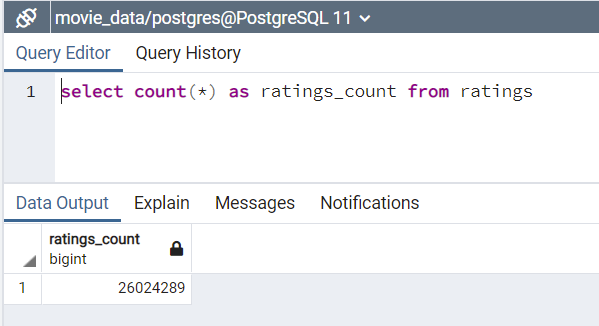 movie_data/postgres@PostgreSQL 11
Query Editor Query History
1 select count(*) as ratings_count from ratings
Data Output Explain Messages Notifications
ratings_count
bigint
1 26024289